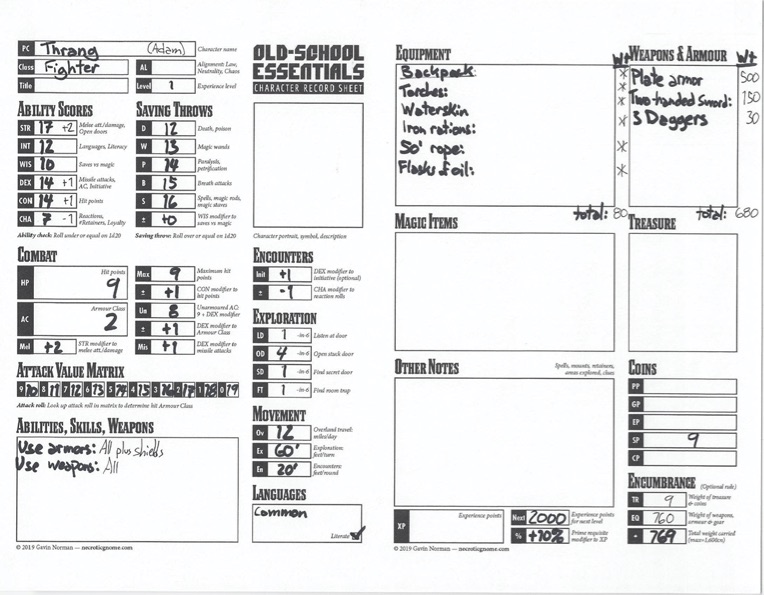 PC Thrang (Adam) Character name
Class Fighter AL Alignment: Law, Neutrality, Chaos
Title Level 1 Experience level
OLD-SCHOOL
ESSENTIALS
CHARACTER RECORD SHEET
ABILITY SCORES
STR 17 +2 Melee att./damage, Open doors
INT 12 Languages, Literacy
WIS 10 Saves vs magic
DEX 14 +1 Missile attacks, AC, Initiative
CON 14 +1 Hit points
CHA 7 -1 Reactions, #Retainers, Loyalty
Ability check: Roll under or equal on 1d20
SAVING THROWS
D 12 Death, poison
W 13 Magic wands
P 14 Paralysis, petrification
B 15 Breath attacks
S 16 Spells, magic rods, magic staves
± +0 WIS modifier to saves vs magic
Saving throw: Roll over or equal on 1d20
Character portrait, symbol, description
COMBAT
HP 9 Hit points
AC 2 Armour Class
Mel +2 STR modifier to melee att./damage
Max 9 Maximum hit points
± +1 CON modifier to hit points
Un 8 Unarmoured AC: 9 + DEX modifier
± +1 DEX modifier to Armour Class
Mis +1 DEX modifier to missile attacks
ATTACK VALUE MATRIX
9 10 8 11 7 12 6 13 5 14 4 15 3 16 2 17 1 18 0 19
Attack roll: Look up attack roll in matrix to determine hit Armour Class
ABILITIES, SKILLS, WEAPONS
Use armors: All plus shields
Use weapons: All
ENCOUNTERS
Init +1 DEX modifier to initiative (optional)
± -1 CHA modifier to reaction rolls
EXPLORATION
LD 1 -in-6 Listen at door
OD 4 -in-6 Open stuck door
SD 1 -in-6 Find secret door
FT 1 -in-6 Find room trap
MOVEMENT
Ov 12 Overland travel: miles/day
Ex 60' Exploration: feet/turn
En 20' Encounters: feet/round
LANGUAGES
Common
Literate
© 2019 Gavin Norman — necroticgnome.com
EQUIPMENT Wt
Backpack: X
Torches: X
Waterskin X
Iron rations: X
50' rope: X
Flasks of oil: X
total: 80
WEAPONS & ARMOUR Wt
Plate armor 500
Two-handed Sword: 150
3 Daggers 30
total: 680
MAGIC ITEMS
TREASURE
OTHER NOTES Spells, mounts, retainers, areas explored, clues
COINS
PP
GP
EP
SP 9
CP
ENCUMBRANCE (Optional rule)
TR 9 Weight of treasure & coins
EQ 760 Weight of weapons, armour & gear
= 769 Total weight carried (max=1,600cn)
XP Experience points
Next 2000 Experience points for next level
% +10% Prime requisite modifier to XP
© 2019 Gavin Norman — necroticgnome.com